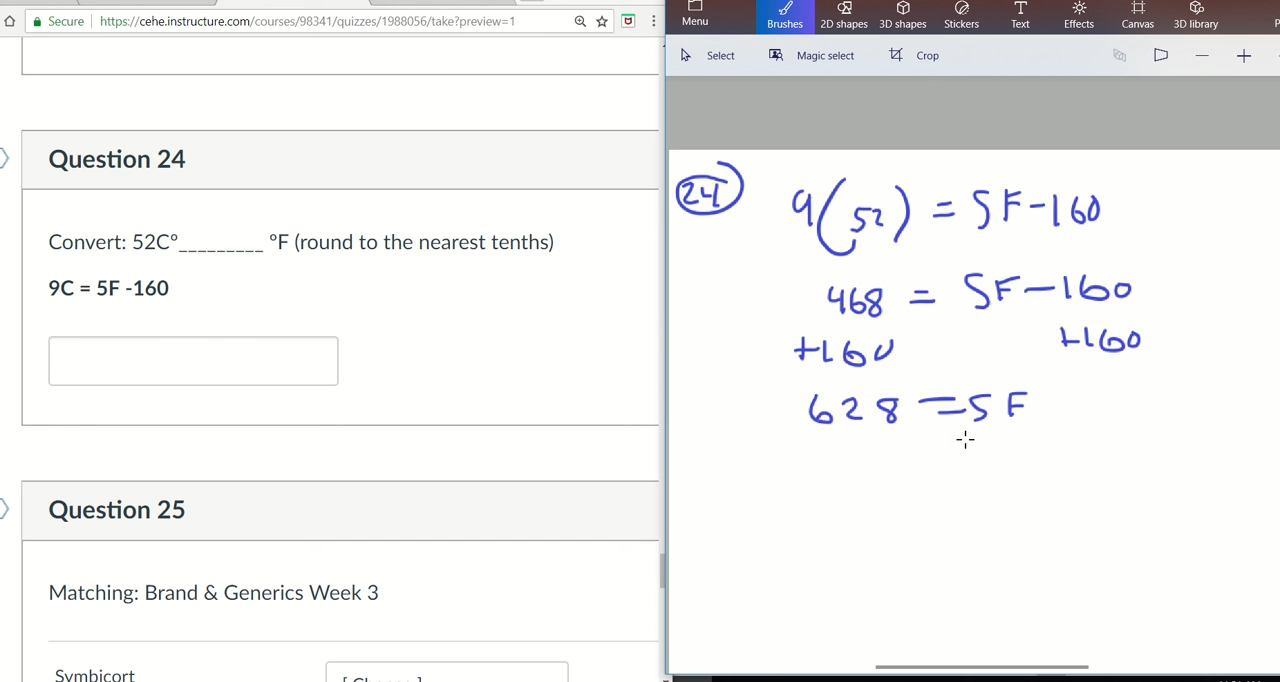 Secure https://cehe.instructure.com/courses/98341/quizzes/1988056/take?preview=1
Question 24
Convert: 52Cº_________ ºF (round to the nearest tenths)
9C = 5F -160
Question 25
Matching: Brand & Generics Week 3
Symbicort
Menu Brushes 2D shapes 3D shapes Stickers Text Effects Canvas 3D library
Select Magic select Crop
24 9(52) = 5F-160
468 = 5F-160
+160 +160
628 = 5F